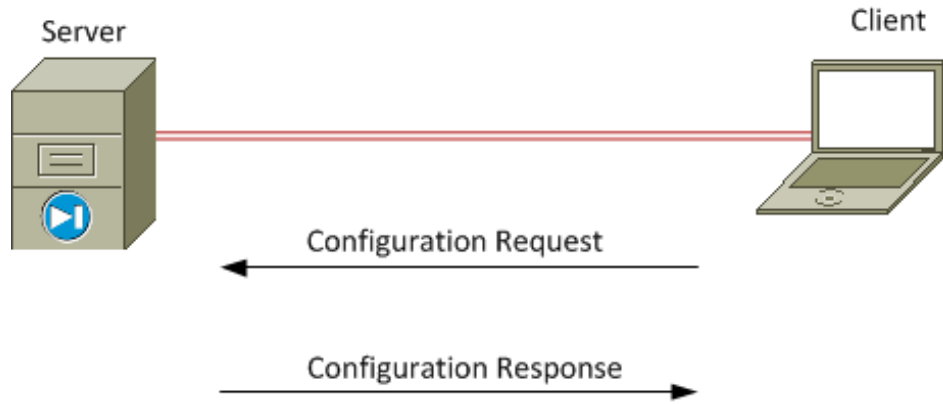 Server
Client
Configuration Request
Configuration Response